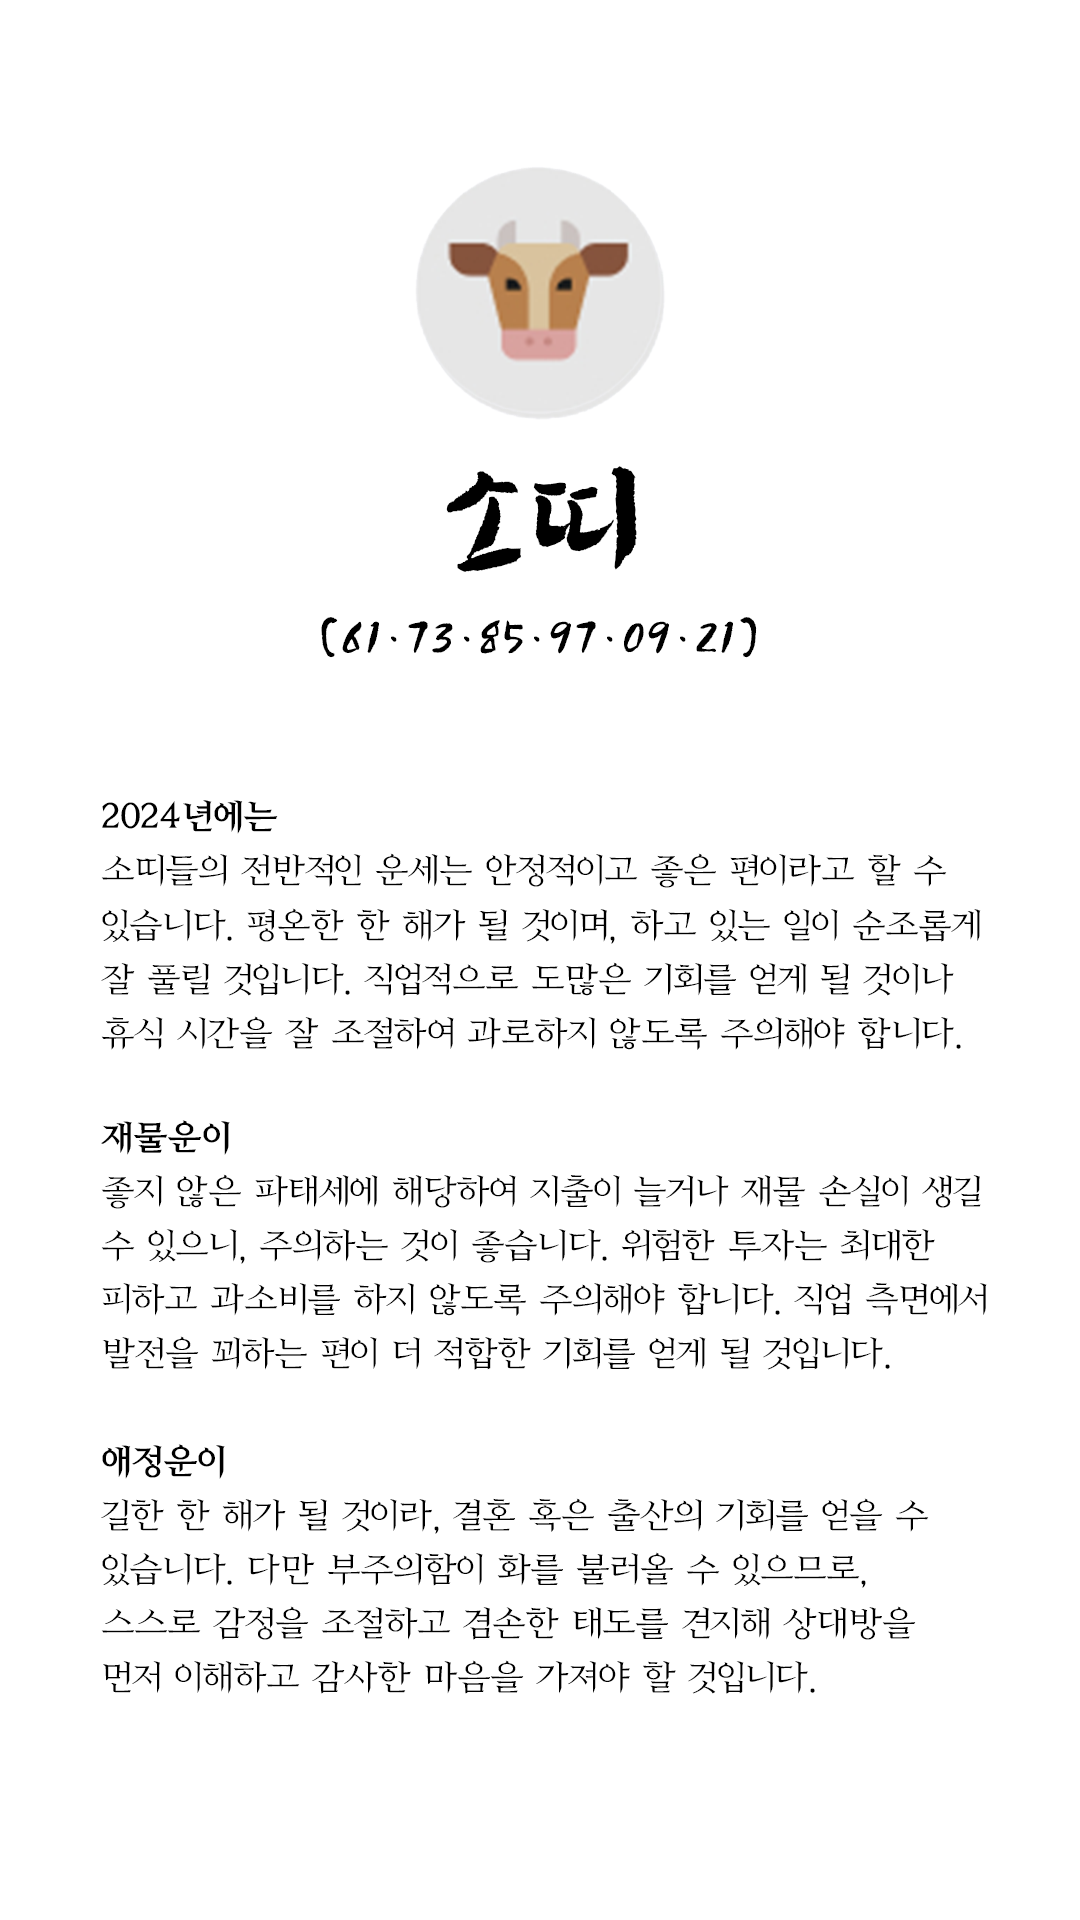 소띠
(61·73·85·97·09·21)
2024년에는
소띠들의 전반적인 운세는 안정적이고 좋은 편이라고 할 수
있습니다. 평온한 한 해가 될 것이며, 하고 있는 일이 순조롭게
잘 풀릴 것입니다. 직업적으로 도많은 기회를 얻게 될 것이나
휴식 시간을 잘 조절하여 과로하지 않도록 주의해야 합니다.
재물운이
좋지 않은 파태세에 해당하여 지출이 늘거나 재물 손실이 생길
수 있으니, 주의하는 것이 좋습니다. 위험한 투자는 최대한
피하고 과소비를 하지 않도록 주의해야 합니다. 직업 측면에서
발전을 꾀하는 편이 더 적합한 기회를 얻게 될 것입니다.
애정운이
길한 한 해가 될 것이라, 결혼 혹은 출산의 기회를 얻을 수
있습니다. 다만 부주의함이 화를 불러올 수 있으므로,
스스로 감정을 조절하고 겸손한 태도를 견지해 상대방을
먼저 이해하고 감사한 마음을 가져야 할 것입니다.